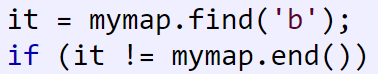 it = mymap.find('b');
if (it != mymap.end())